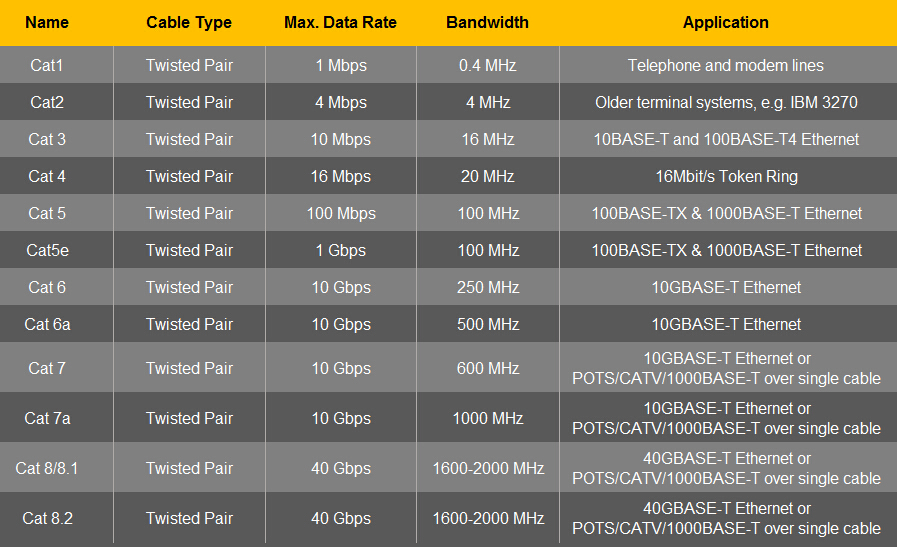 Name Cable Type Max. Data Rate Bandwidth Application
Cat1 Twisted Pair 1 Mbps 0.4 MHz Telephone and modem lines
Cat2 Twisted Pair 4 Mbps 4 MHz Older terminal systems, e.g. IBM 3270
Cat 3 Twisted Pair 10 Mbps 16 MHz 10BASE-T and 100BASE-T4 Ethernet
Cat 4 Twisted Pair 16 Mbps 20 MHz 16Mbit/s Token Ring
Cat 5 Twisted Pair 100 Mbps 100 MHz 100BASE-TX & 1000BASE-T Ethernet
Cat5e Twisted Pair 1 Gbps 100 MHz 100BASE-TX & 1000BASE-T Ethernet
Cat 6 Twisted Pair 10 Gbps 250 MHz 10GBASE-T Ethernet
Cat 6a Twisted Pair 10 Gbps 500 MHz 10GBASE-T Ethernet
Cat 7 Twisted Pair 10 Gbps 600 MHz 10GBASE-T Ethernet or
POTS/CATV/1000BASE-T over single cable
Cat 7a Twisted Pair 10 Gbps 1000 MHz 10GBASE-T Ethernet or
POTS/CATV/1000BASE-T over single cable
Cat 8/8.1 Twisted Pair 40 Gbps 1600-2000 MHz 40GBASE-T Ethernet or
POTS/CATV/1000BASE-T over single cable
Cat 8.2 Twisted Pair 40 Gbps 1600-2000 MHz 40GBASE-T Ethernet or
POTS/CATV/1000BASE-T over single cable